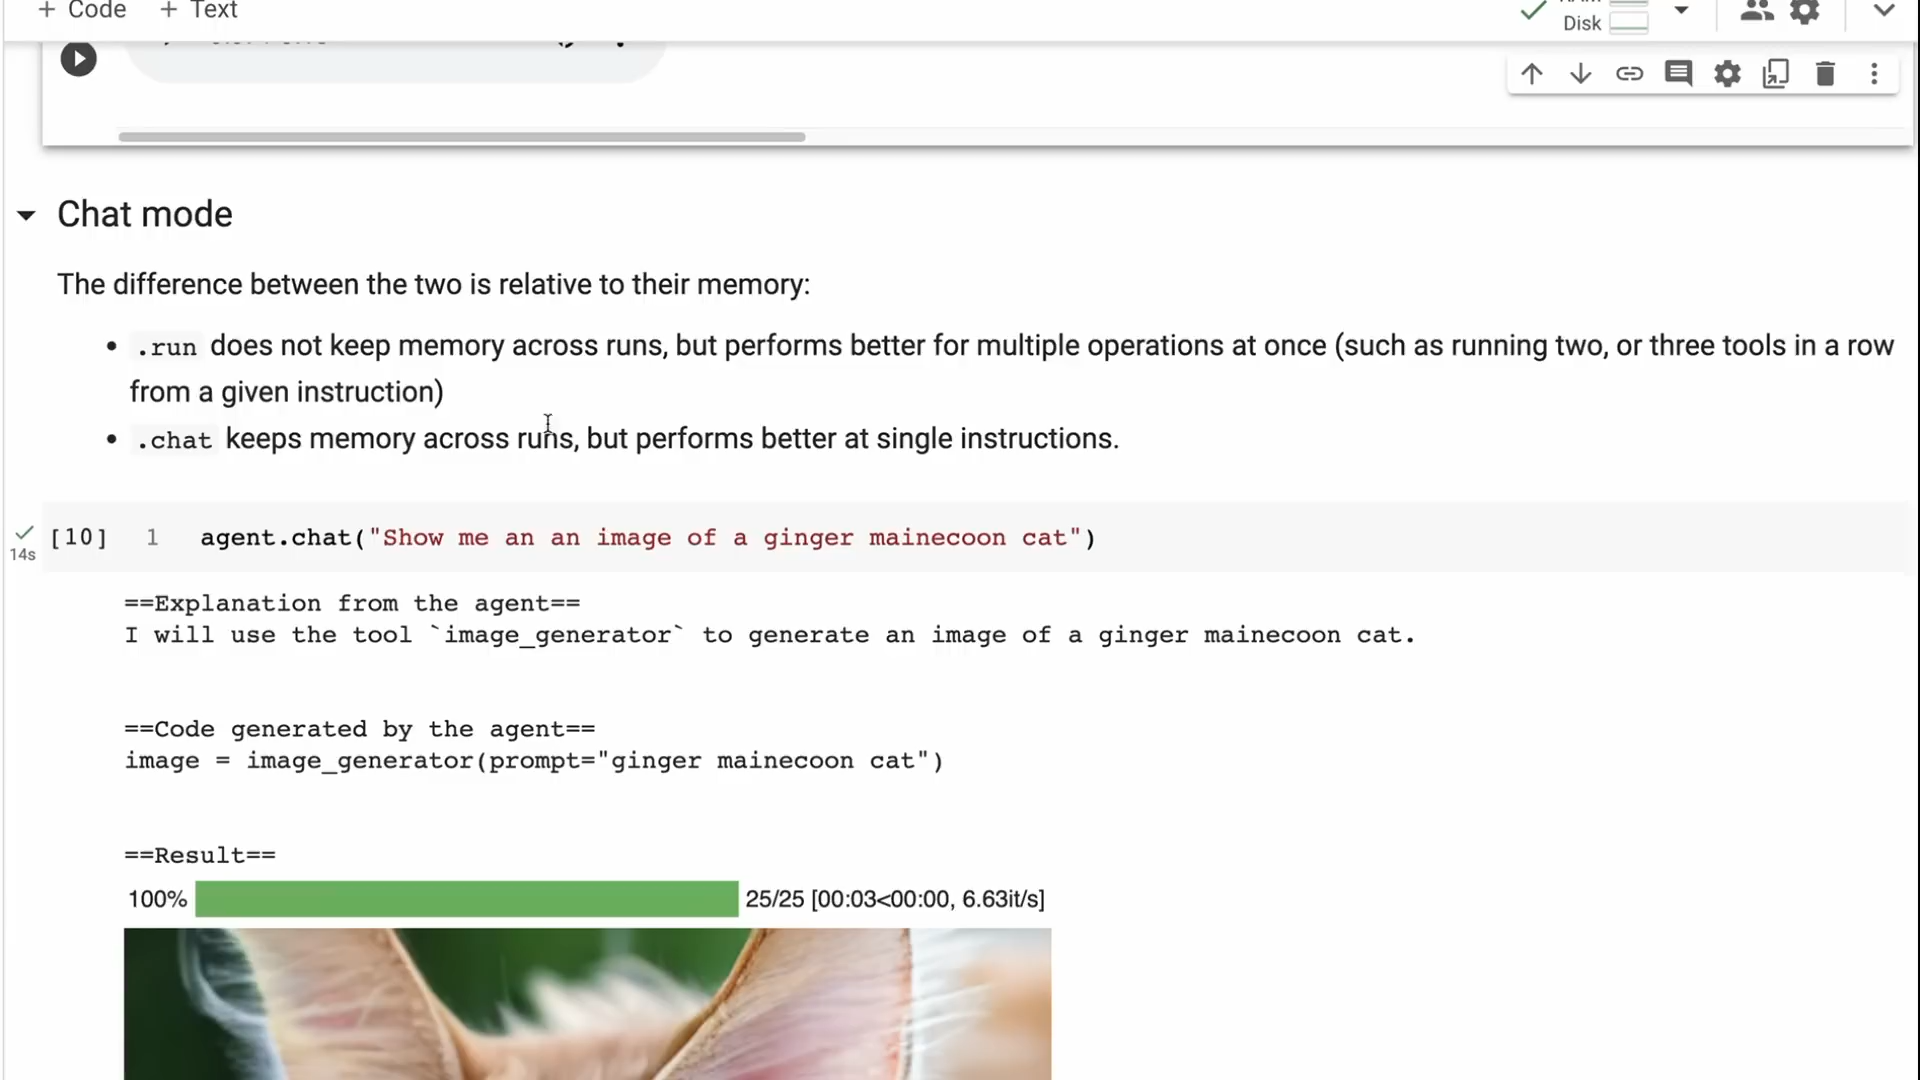 + Code + Text
Disk
Chat mode
The difference between the two is relative to their memory:
• .run does not keep memory across runs, but performs better for multiple operations at once (such as running two, or three tools in a row
from a given instruction)
• .chat keeps memory across runs, but performs better at single instructions.
[10] 1 agent.chat("Show me an an image of a ginger mainecoon cat")
14s
==Explanation from the agent==
I will use the tool `image_generator` to generate an image of a ginger mainecoon cat.
==Code generated by the agent==
image = image_generator(prompt="ginger mainecoon cat")
==Result==
100% 25/25 [00:03<00:00, 6.63it/s]